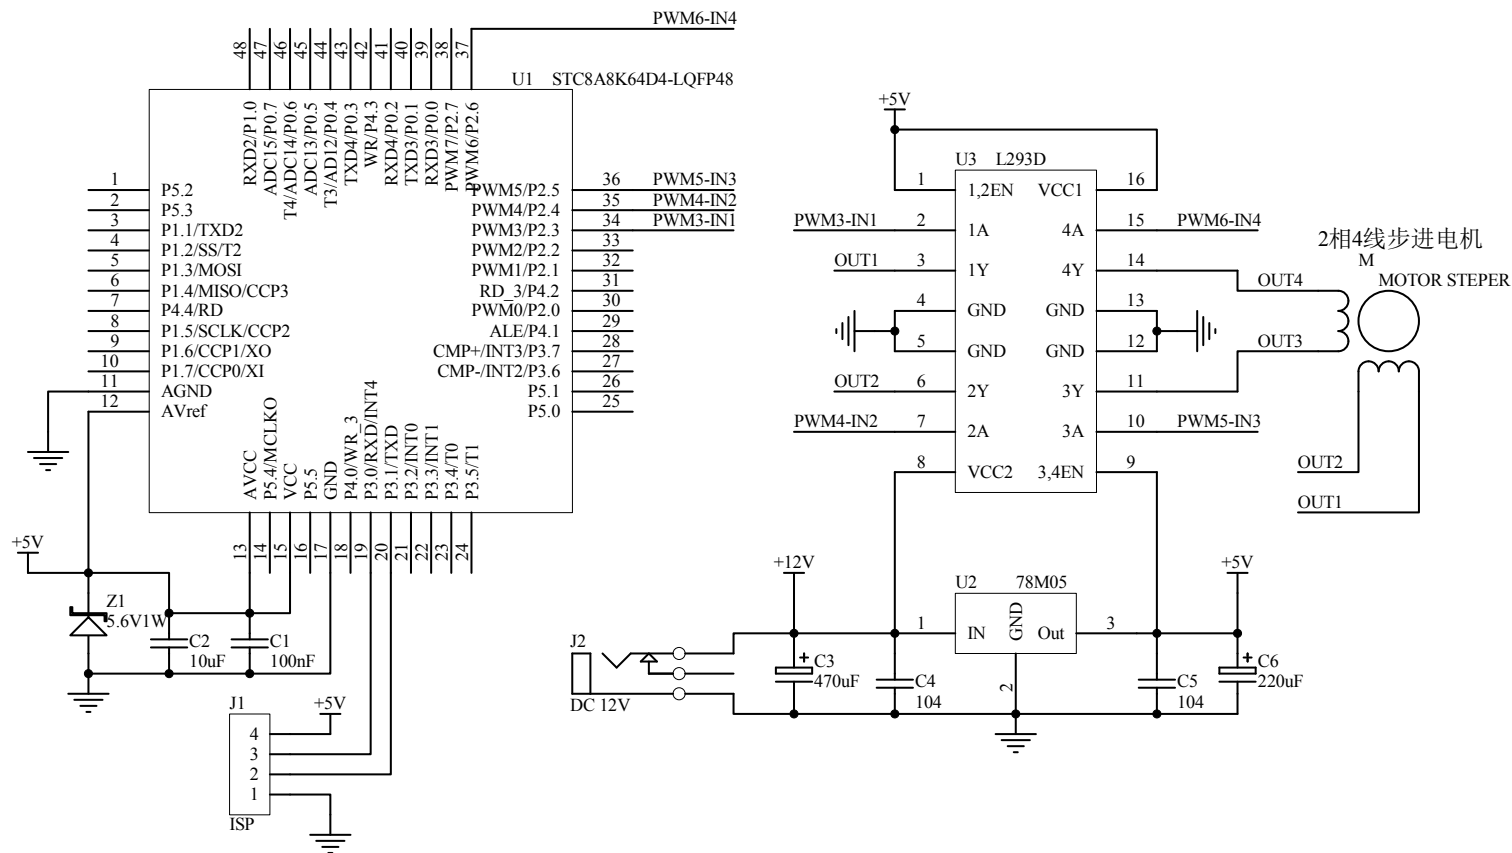 PWM6-IN4
48
47
46
45
44
43
42
41
40
39
38
37
U1 STC8A8K64D4-LQFP48
RXD2/P1.0
ADC15/P0.7
T4/ADC14/P0.6
ADC13/P0.5
T3/AD12/P0.4
TXD4/P0.3
WR/P4.3
RXD4/P0.2
TXD3/P0.1
RXD3/P0.0
PWM7/P2.7
PWM6/P2.6
1 P5.2
2 P5.3
3 P1.1/TXD2
4 P1.2/SS/T2
5 P1.3/MOSI
6 P1.4/MISO/CCP3
7 P4.4/RD
8 P1.5/SCLK/CCP2
9 P1.6/CCP1/XO
10 P1.7/CCP0/XI
11 AGND
12 AVref
PWM5/P2.5 36 PWM5-IN3
PWM4/P2.4 35 PWM4-IN2
PWM3/P2.3 34 PWM3-IN1
PWM2/P2.2 33
PWM1/P2.1 32
RD_3/P4.2 31
PWM0/P2.0 30
ALE/P4.1 29
CMP+/INT3/P3.7 28
CMP-/INT2/P3.6 27
P5.1 26
P5.0 25
AVCC
P5.4/MCLKO
VCC
P5.5
GND
P4.0/WR_3
P3.0/RXD/INT4
P3.1/TXD
P3.2/INT0
P3.3/INT1
P3.4/T0
P3.5/T1
13
14
15
16
17
18
19
20
21
22
23
24
+5V
Z1
5.6V1W
C2
10uF
C1
100nF
J1
+5V
4
3
2
1
ISP
+5V
U3 L293D
1 1,2EN VCC1 16
PWM3-IN1 2 1A 4A 15 PWM6-IN4
OUT1 3 1Y 4Y 14
4 GND GND 13
5 GND GND 12
OUT2 6 2Y 3Y 11
PWM4-IN2 7 2A 3A 10 PWM5-IN3
8 VCC2 3,4EN 9
2相4线步进电机
M
MOTOR STEPER
OUT4
OUT3
OUT2
OUT1
+12V
U2 78M05
+5V
1 IN GND Out 3
2
J2
DC 12V
C3
470uF
C4
104
C5
104
C6
220uF